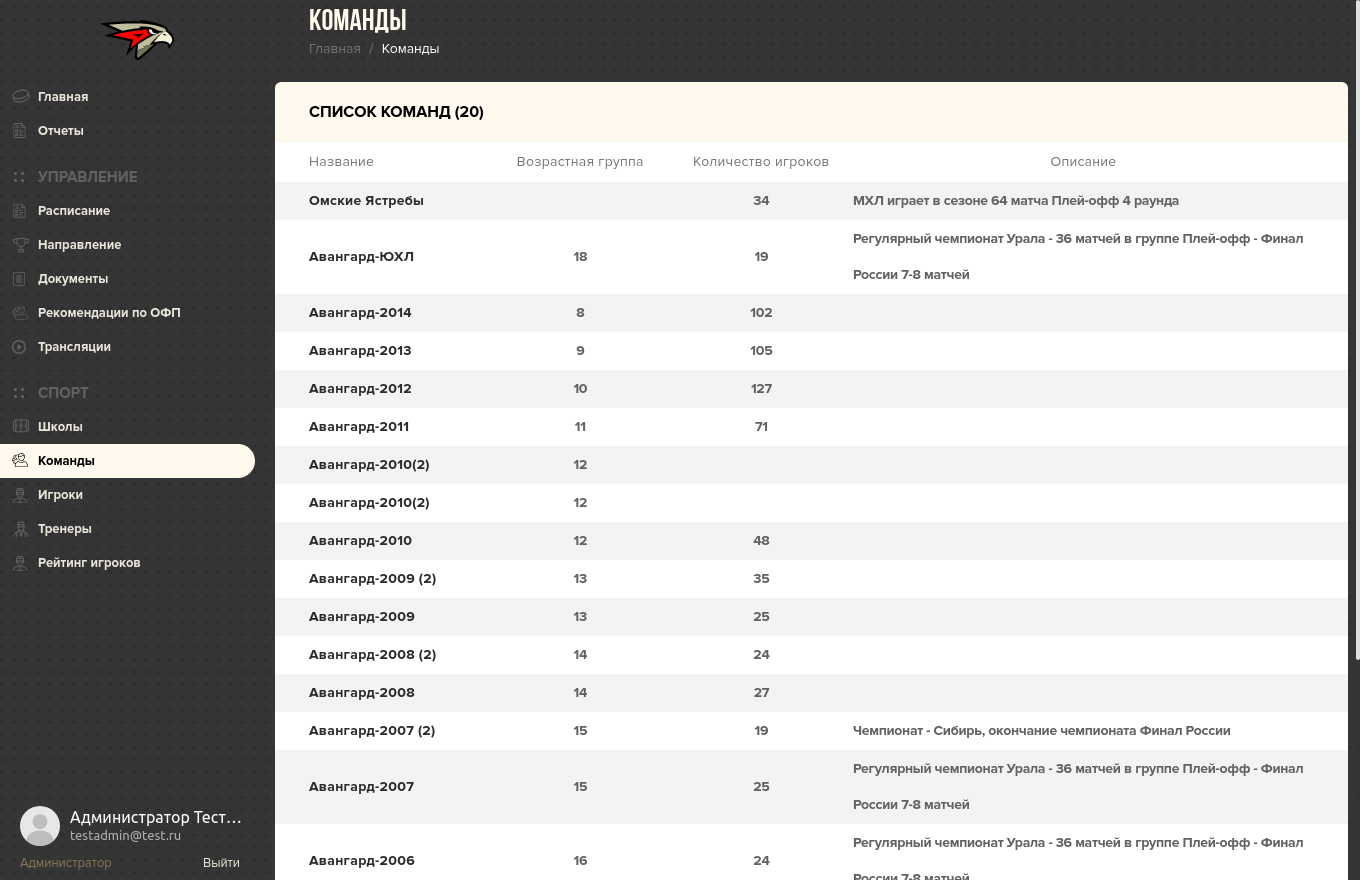 КОМАНДЫ
Главная / Команды
Главная
Отчеты
УПРАВЛЕНИЕ
Расписание
Направление
Документы
Рекомендации по ОФП
Трансляции
СПОРТ
Школы
Команды
Игроки
Тренеры
Рейтинг игроков
Администратор Тест...
testadmin@test.ru
Администратор Выйти
СПИСОК КОМАНД (20)
Название Возрастная группа Количество игроков Описание
Омские Ястребы 34 МХЛ играет в сезоне 64 матча Плей-офф 4 раунда
Авангард-ЮХЛ 18 19 Регулярный чемпионат Урала - 36 матчей в группе Плей-офф - Финал
России 7-8 матчей
Авангард-2014 8 102
Авангард-2013 9 105
Авангард-2012 10 127
Авангард-2011 11 71
Авангард-2010(2) 12
Авангард-2010(2) 12
Авангард-2010 12 48
Авангард-2009 (2) 13 35
Авангард-2009 13 25
Авангард-2008 (2) 14 24
Авангард-2008 14 27
Авангард-2007 (2) 15 19 Чемпионат - Сибирь, окончание чемпионата Финал России
Авангард-2007 15 25 Регулярный чемпионат Урала - 36 матчей в группе Плей-офф - Финал
России 7-8 матчей
Авангард-2006 16 24 Регулярный чемпионат Урала - 36 матчей в группе Плей-офф - Финал
России 7-8 матчей